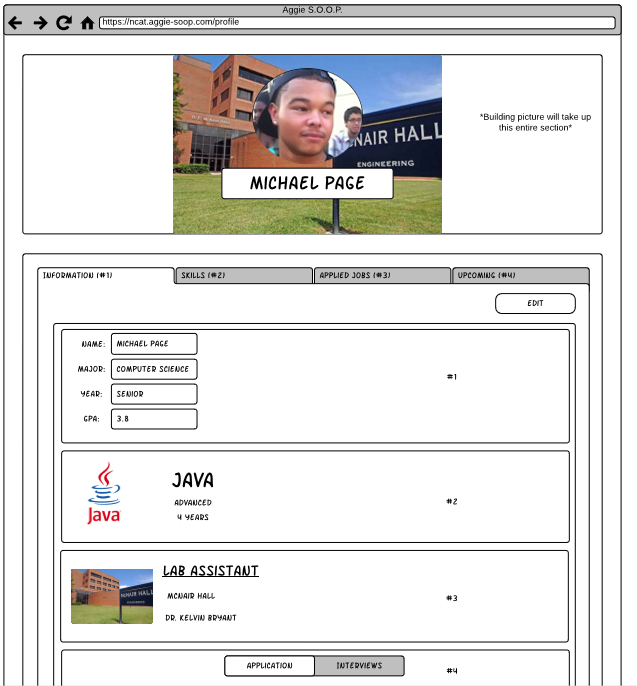 Aggie S.O.O.P.
https://ncat.aggie-soop.com/profile
*Building picture will take up
this entire section*
NAIR HALL
ENGINEERING
MICHAEL PAGE
INFORMATION (#1)
SKILLS (#2)
APPLIED JOBS (#3)
UPCOMING (#4)
EDIT
NAME: MICHAEL PAGE
MAJOR: COMPUTER SCIENCE
#1
YEAR: SENIOR
GPA: 3.8
JAVA
ADVANCED
4 YEARS
Java
#2
LAB ASSISTANT
MCNAIR HALL
DR. KELVIN BRYANT
MCNAIR HALL
#3
APPLICATION
INTERVIEWS
#4